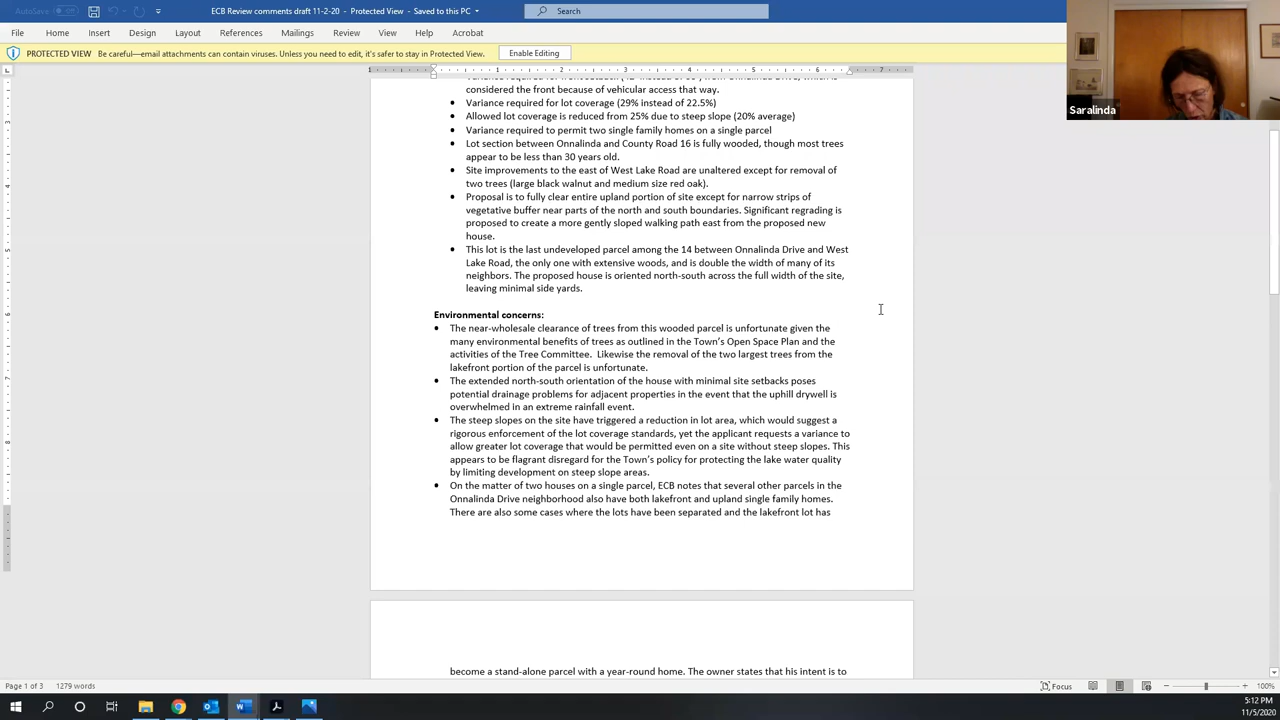 AutoSave
Off
ECB Review comments draft 11-2-20 - Protected View - Saved to this PC
Search
File Home Insert Design Layout References Mailings Review View Help Acrobat
PROTECTED VIEW Be careful—email attachments can contain viruses. Unless you need to edit, it's safer to stay in Protected View. Enable Editing
Saralinda
considered the front because of vehicular access that way.
• Variance required for lot coverage (29% instead of 22.5%)
• Allowed lot coverage is reduced from 25% due to steep slope (20% average)
• Variance required to permit two single family homes on a single parcel
• Lot section between Onnalinda and County Road 16 is fully wooded, though most trees
appear to be less than 30 years old.
• Site improvements to the east of West Lake Road are unaltered except for removal of
two trees (large black walnut and medium size red oak).
• Proposal is to fully clear entire upland portion of site except for narrow strips of
vegetative buffer near parts of the north and south boundaries. Significant regrading is
proposed to create a more gently sloped walking path east from the proposed new
house.
• This lot is the last undeveloped parcel among the 14 between Onnalinda Drive and West
Lake Road, the only one with extensive woods, and is double the width of many of its
neighbors. The proposed house is oriented north-south across the full width of the site,
leaving minimal side yards.
Environmental concerns:
• The near-wholesale clearance of trees from this wooded parcel is unfortunate given the
many environmental benefits of trees as outlined in the Town's Open Space Plan and the
activities of the Tree Committee. Likewise the removal of the two largest trees from the
lakefront portion of the parcel is unfortunate.
• The extended north-south orientation of the house with minimal site setbacks poses
potential drainage problems for adjacent properties in the event that the uphill drywell is
overwhelmed in an extreme rainfall event.
• The steep slopes on the site have triggered a reduction in lot area, which would suggest a
rigorous enforcement of the lot coverage standards, yet the applicant requests a variance to
allow greater lot coverage that would be permitted even on a site without steep slopes. This
appears to be flagrant disregard for the Town's policy for protecting the lake water quality
by limiting development on steep slope areas.
• On the matter of two houses on a single parcel, ECB notes that several other parcels in the
Onnalinda Drive neighborhood also have both lakefront and upland single family homes.
There are also some cases where the lots have been separated and the lakefront lot has
become a stand-alone parcel with a year-round home. The owner states that his intent is to
Page 1 of 3 1279 words
Focus
100%
5:12 PM
11/5/2020